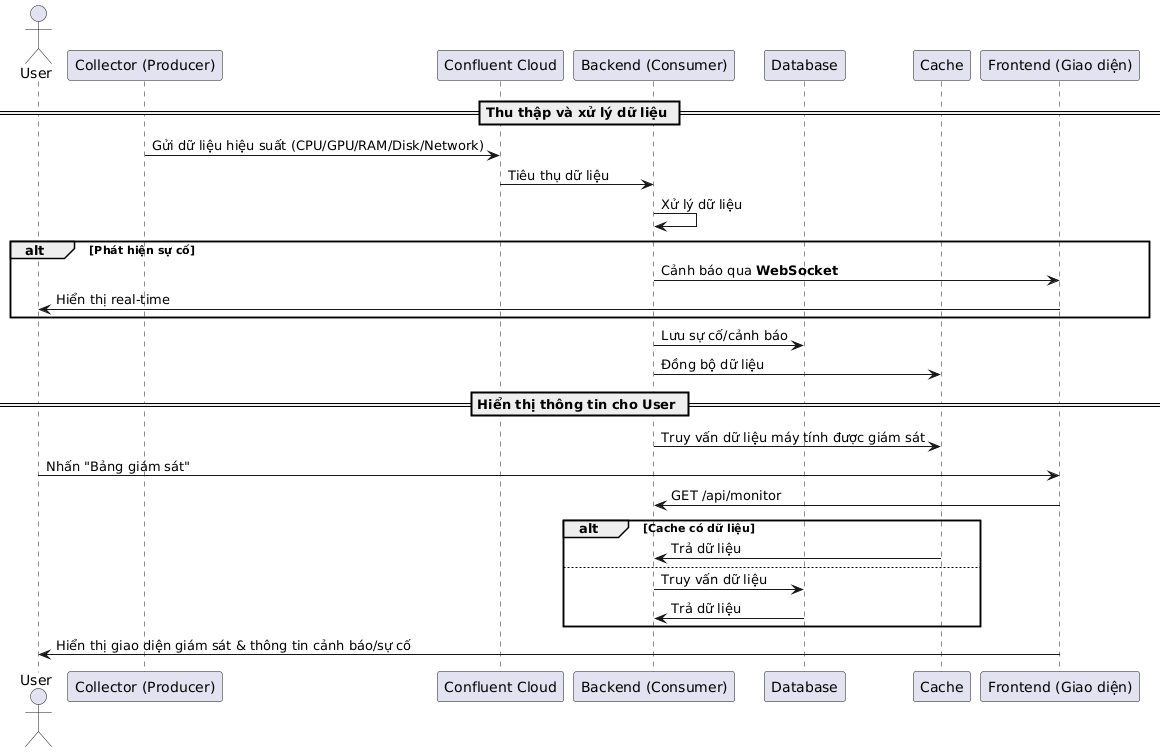 User
Collector (Producer)
Confluent Cloud
Backend (Consumer)
Database
Cache
Frontend (Giao diện)
Thu thập và xử lý dữ liệu
Gửi dữ liệu hiệu suất (CPU/GPU/RAM/Disk/Network)
Tiêu thụ dữ liệu
Xử lý dữ liệu
alt
[Phát hiện sự cố]
Cảnh báo qua WebSocket
Hiển thị real-time
Lưu sự cố/cảnh báo
Đồng bộ dữ liệu
Hiển thị thông tin cho User
Truy vấn dữ liệu máy tính được giám sát
Nhấn "Bảng giám sát"
GET /api/monitor
alt
[Cache có dữ liệu]
Trả dữ liệu
Truy vấn dữ liệu
Trả dữ liệu
Hiển thị giao diện giám sát & thông tin cảnh báo/sự cố
User
Collector (Producer)
Confluent Cloud
Backend (Consumer)
Database
Cache
Frontend (Giao diện)